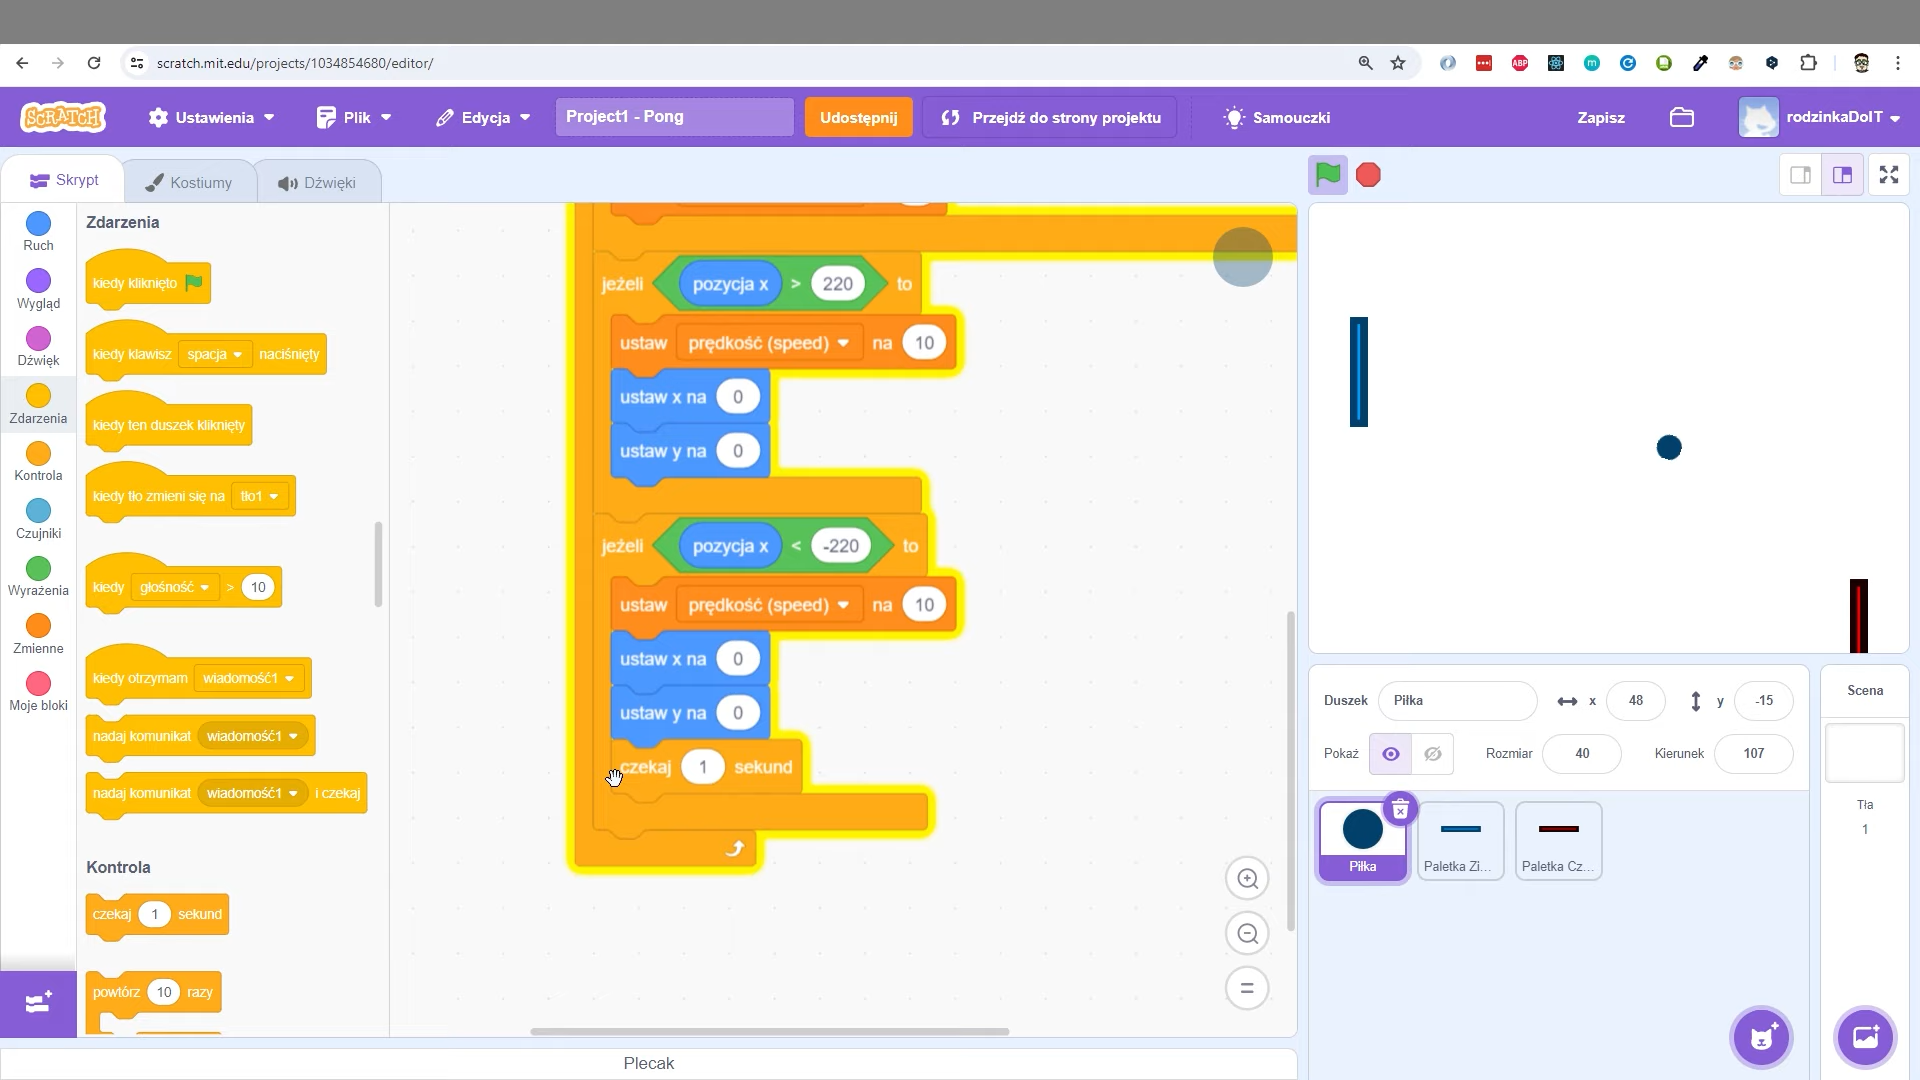 scratch.mit.edu/projects/1034854680/editor/
SCRATCH
Ustawienia
Plik
Edycja
Project1 - Pong
Udostępnij
Przejdź do strony projektu
Samouczki
Zapisz
rodzinkaDoIT
Skrypt
Kostiumy
Dźwięki
Ruch
Wygląd
Dźwięk
Zdarzenia
Kontrola
Czujniki
Wyrażenia
Zmienne
Moje bloki
Zdarzenia
kiedy kliknięto
kiedy klawisz spacja naciśnięty
kiedy ten duszek kliknięty
kiedy tło zmieni się na tło1
kiedy głośność > 10
kiedy otrzymam wiadomość1
nadaj komunikat wiadomość1
nadaj komunikat wiadomość1 i czekaj
Kontrola
czekaj 1 sekund
powtórz 10 razy
jeżeli pozycja x > 220 to
ustaw prędkość (speed) na 10
ustaw x na 0
ustaw y na 0
jeżeli pozycja x < -220 to
ustaw prędkość (speed) na 10
ustaw x na 0
ustaw y na 0
czekaj 1 sekund
Plecak
Duszek Piłka x 48 y -15
Pokaż Rozmiar 40 Kierunek 107
Piłka
Paletka Zi...
Paletka Cz...
Scena
Tła
1
ABP